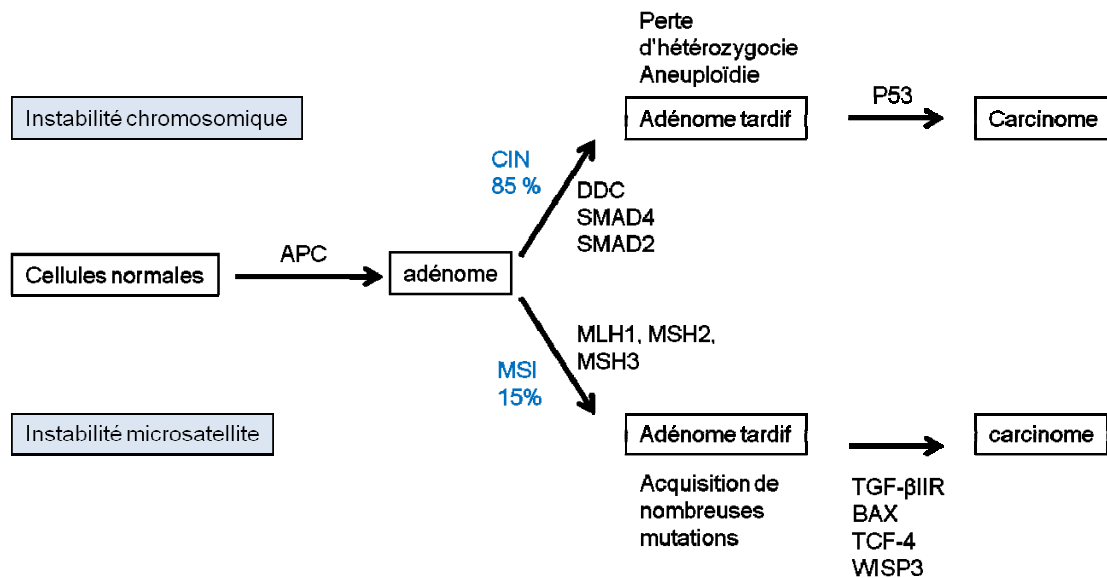 Perte
d'hétérozygocie
Aneuploïdie
Instabilité chromosomique
Adénome tardif
P53
Carcinome
CIN
85 %
DDC
SMAD4
SMAD2
Cellules normales
APC
adénome
MLH1, MSH2,
MSH3
MSI
15%
Instabilité microsatellite
Adénome tardif
carcinome
Acquisition de
nombreuses
mutations
TGF-βIIR
BAX
TCF-4
WISP3